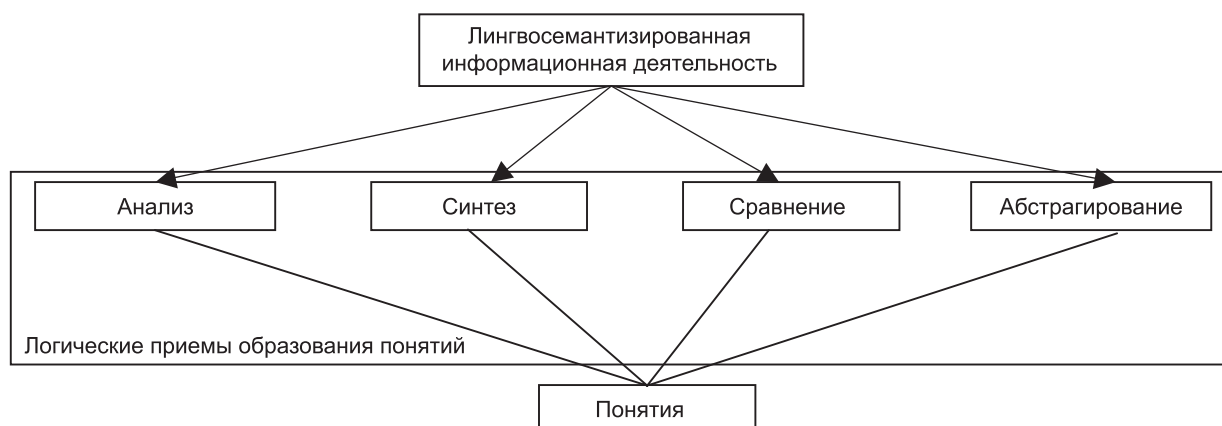 Лингвосемантизированная
информационная деятельность
Анализ
Синтез
Сравнение
Абстрагирование
Логические приемы образования понятий
Понятия